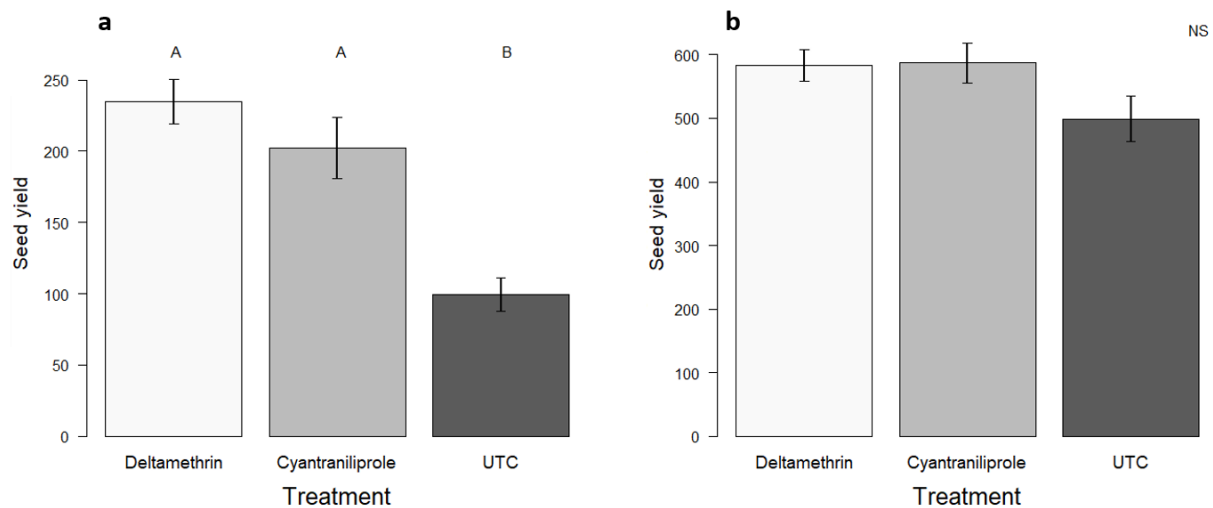 a
A A B
250
200
150
100
50
0
Seed yield
Deltamethrin Cyantraniliprole UTC
Treatment
b
NS
600
500
400
300
200
100
0
Seed yield
Deltamethrin Cyantraniliprole UTC
Treatment